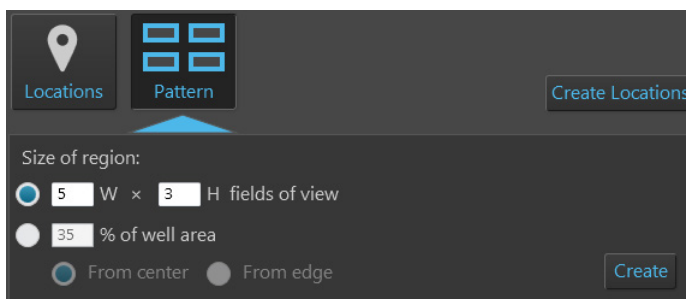 Locations
Pattern
Create Locations
Size of region:
5 W × 3 H fields of view
35 % of well area
From center From edge
Create